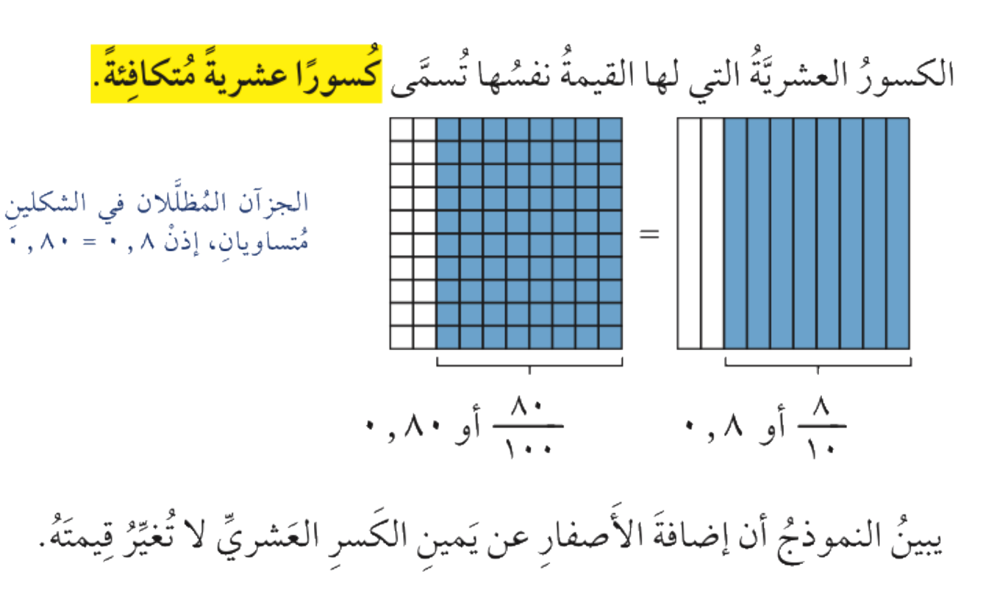 الكسورُ العشريَّةُ التي لها القيمةُ نفسُها تُسمَّى كُسورًا عشريةً مُتكافِئةً.
الجزآن المُظلَّلان في الشكلينِ
مُتساويانِ، إذنْ ٠,٨ = ٠,٨٠
=
٨/١٠ أو ٠,٨
٨٠/١٠٠ أو ٠,٨٠
يبينُ النموذجُ أن إضافةَ الأَصفارِ عن يَمينِ الكَسرِ العَشريِّ لا تُغيِّرُ قِيمتَهُ.